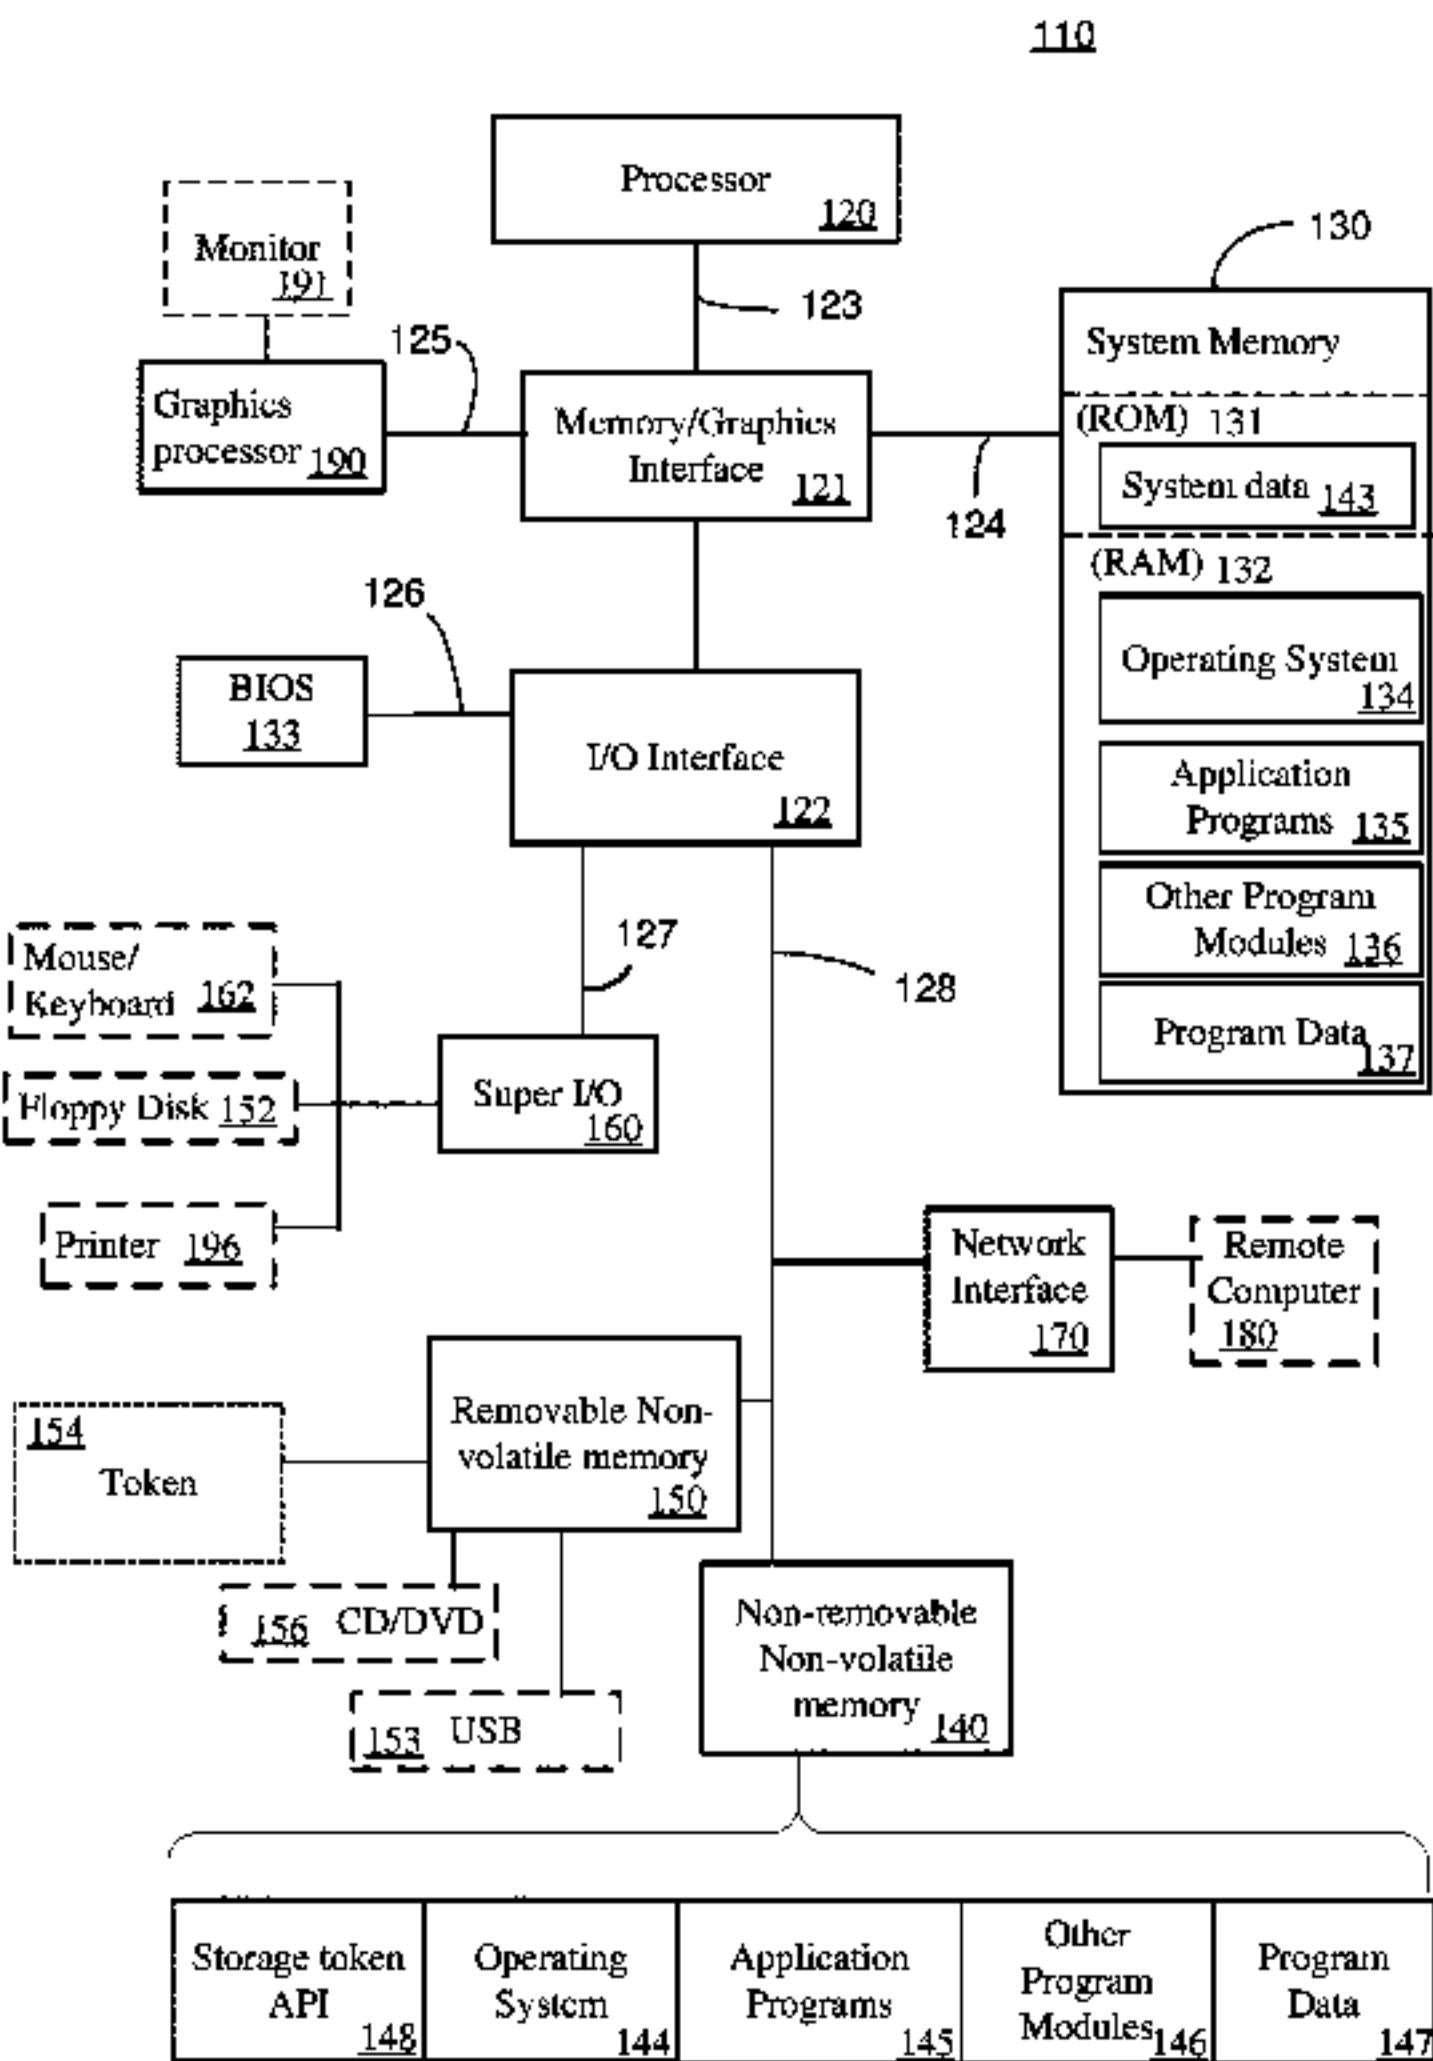 110
Processor
120
Monitor
191
130
123
125
System Memory
Graphics
processor 190
Memory/Graphics
Interface
121
(ROM) 131
System data 143
124
(RAM) 132
126
Operating System
134
BIOS
133
I/O Interface
122
Application
Programs 135
Other Program
Modules 136
127
128
Mouse/
Keyboard 162
Program Data
137
Floppy Disk 152
Super I/O
160
Printer 196
Network
Interface
170
Remote
Computer
180
Removable Non-
volatile memory
150
154
Token
156 CD/DVD
Non-removable
Non-volatile
memory 140
153 USB
Storage token
API
148
Operating
System
144
Application
Programs
145
Other
Program
Modules 146
Program
Data
147